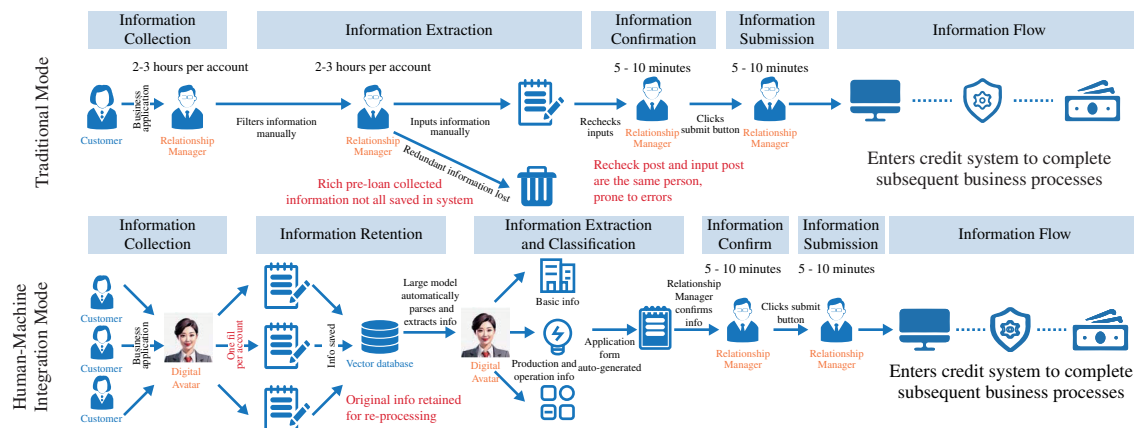 Traditional Mode
Information
Collection
Information Extraction
Information
Confirmation
Information
Submission
Information Flow
2-3 hours per account
2-3 hours per account
5 - 10 minutes
5 - 10 minutes
Business
application
Customer
Relationship
Manager
Filters information
manually
Relationship
Manager
Inputs information
manually
Redundant information lost
Rechecks
inputs
Relationship
Manager
Clicks
submit button
Relationship
Manager
Rich pre-loan collected
information not all saved in system
Recheck post and input post
are the same person,
prone to errors
Enters credit system to complete
subsequent business processes
Human-Machine
Integration Mode
Information
Collection
Information Retention
Information Extraction
and Classification
Information
Confirm
Information
Submission
Information Flow
Customer
Customer
Customer
Business
application
Digital
Avatar
One fil
per account
Info saved
Vector database
Large model
automatically
parses and
extracts info
Original info retained
for re-processing
Digital
Avatar
Basic info
Production and
operation info
Application
form
auto-generated
Relationship
Manager
confirms
info
5 - 10 minutes
Relationship
Manager
Clicks submit
button
5 - 10 minutes
Relationship
Manager
Enters credit system to complete
subsequent business processes